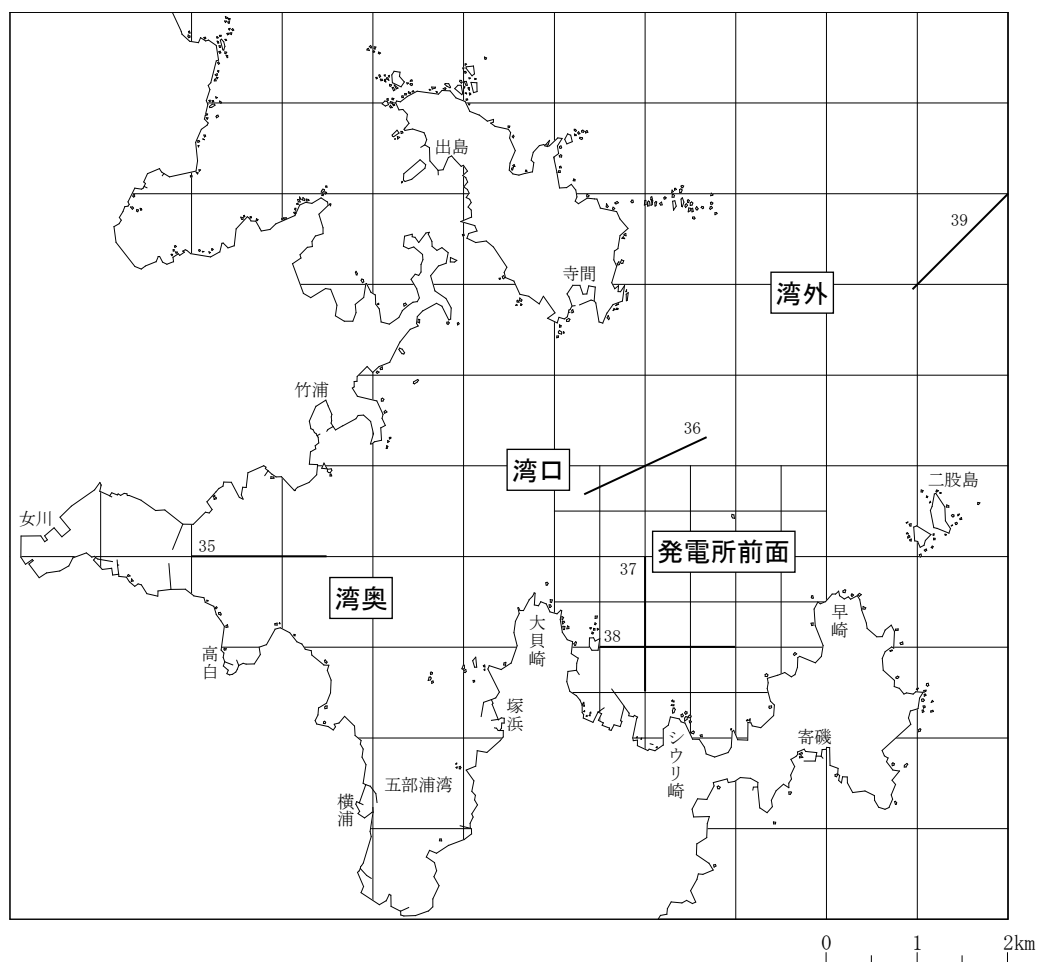 出島
39
寺間
湾外
竹浦
36
湾口
二股島
女川
35
発電所前面
37
湾奥
大貝崎
早崎
38
高白
塚浜
シウリ崎
寄磯
五部浦湾
横浦
0 1 2km